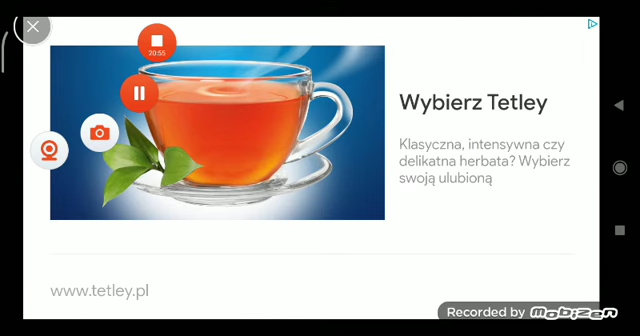 20:55
Wybierz Tetley
Klasyczna, intensywna czy
delikatna herbata? Wybierz
swoją ulubioną
www.tetley.pl
Recorded by Mobizen